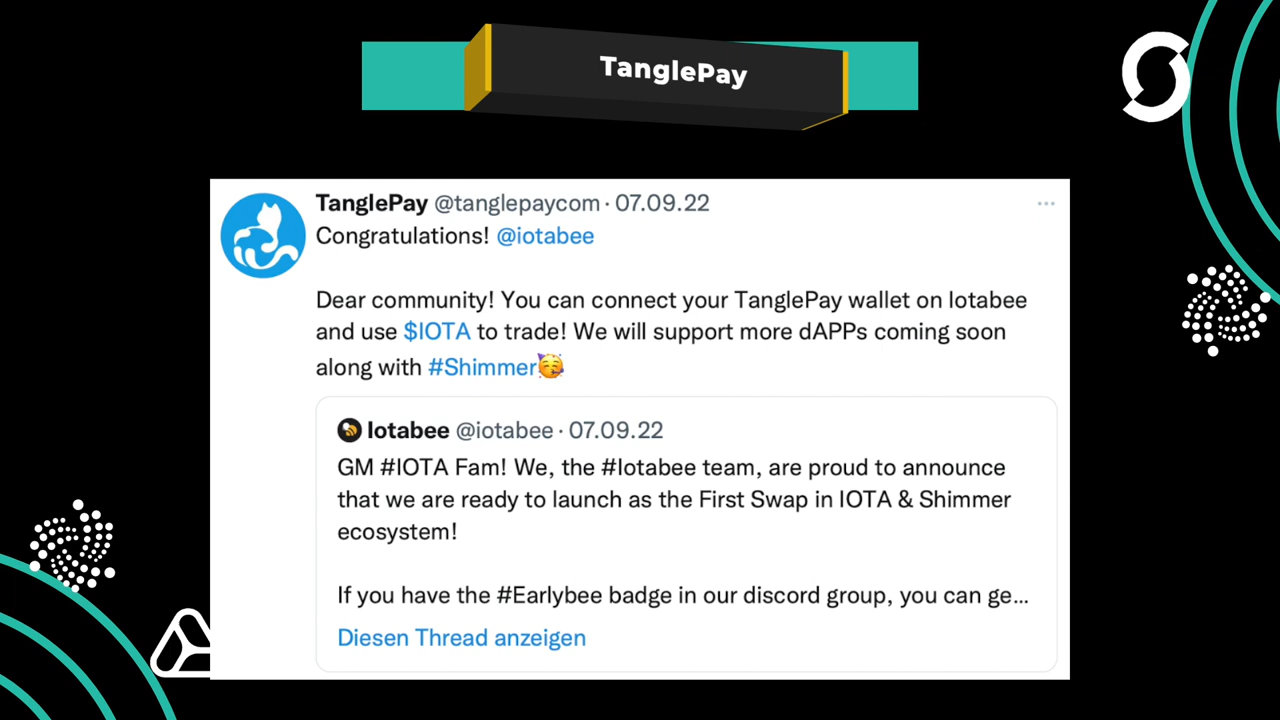 TanglePay
TanglePay @tanglepaycom · 07.09.22
Congratulations! @iotabee
Dear community! You can connect your TanglePay wallet on Iotabee
and use $IOTA to trade! We will support more dAPPs coming soon
along with #Shimmer🥳
Iotabee @iotabee · 07.09.22
GM #IOTA Fam! We, the #Iotabee team, are proud to announce
that we are ready to launch as the First Swap in IOTA & Shimmer
ecosystem!
If you have the #Earlybee badge in our discord group, you can ge...
Diesen Thread anzeigen